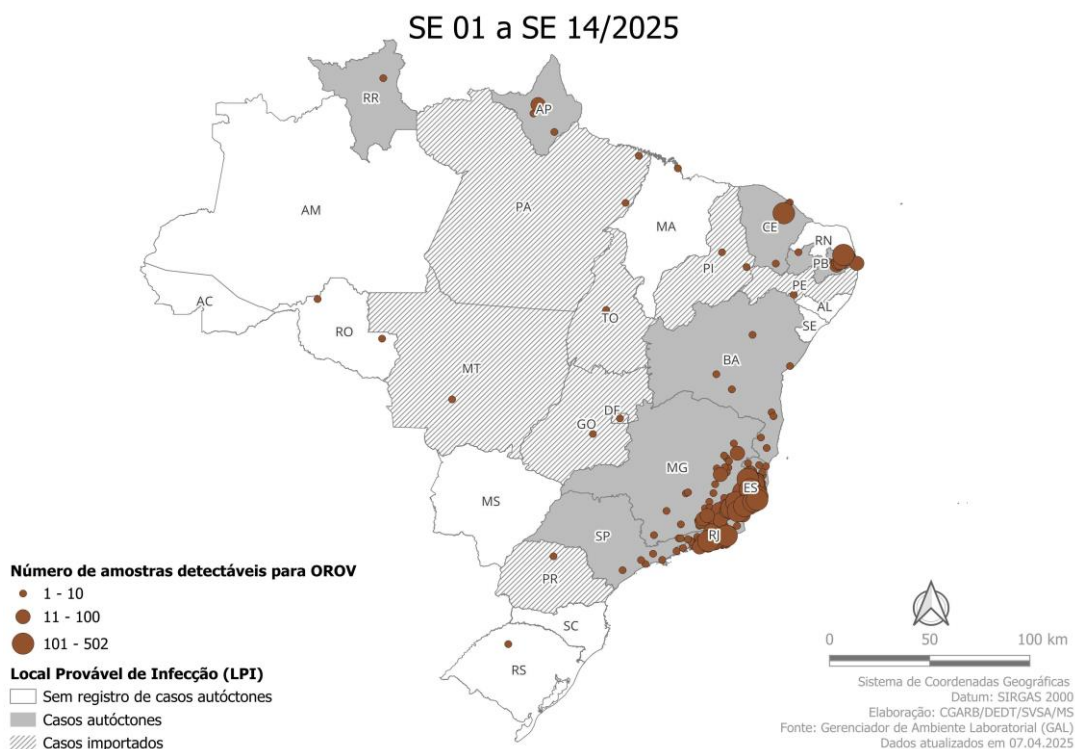 SE 01 a SE 14/2025
RR
AP
AM
PA
MA
CE
RN
PB
PI
PE
AL
SE
AC
RO
TO
BA
MT
DF
GO
MG
ES
MS
SP
RJ
PR
SC
RS
Número de amostras detectáveis para OROV
1 - 10
11 - 100
101 - 502
Local Provável de Infecção (LPI)
Sem registro de casos autóctones
Casos autóctones
Casos importados
0 50 100 km
Sistema de Coordenadas Geográficas
Datum: SIRGAS 2000
Elaboração: CGARB/DEDT/SVSA/MS
Fonte: Gerenciador de Ambiente Laboratorial (GAL)
Dados atualizados em 07.04.2025